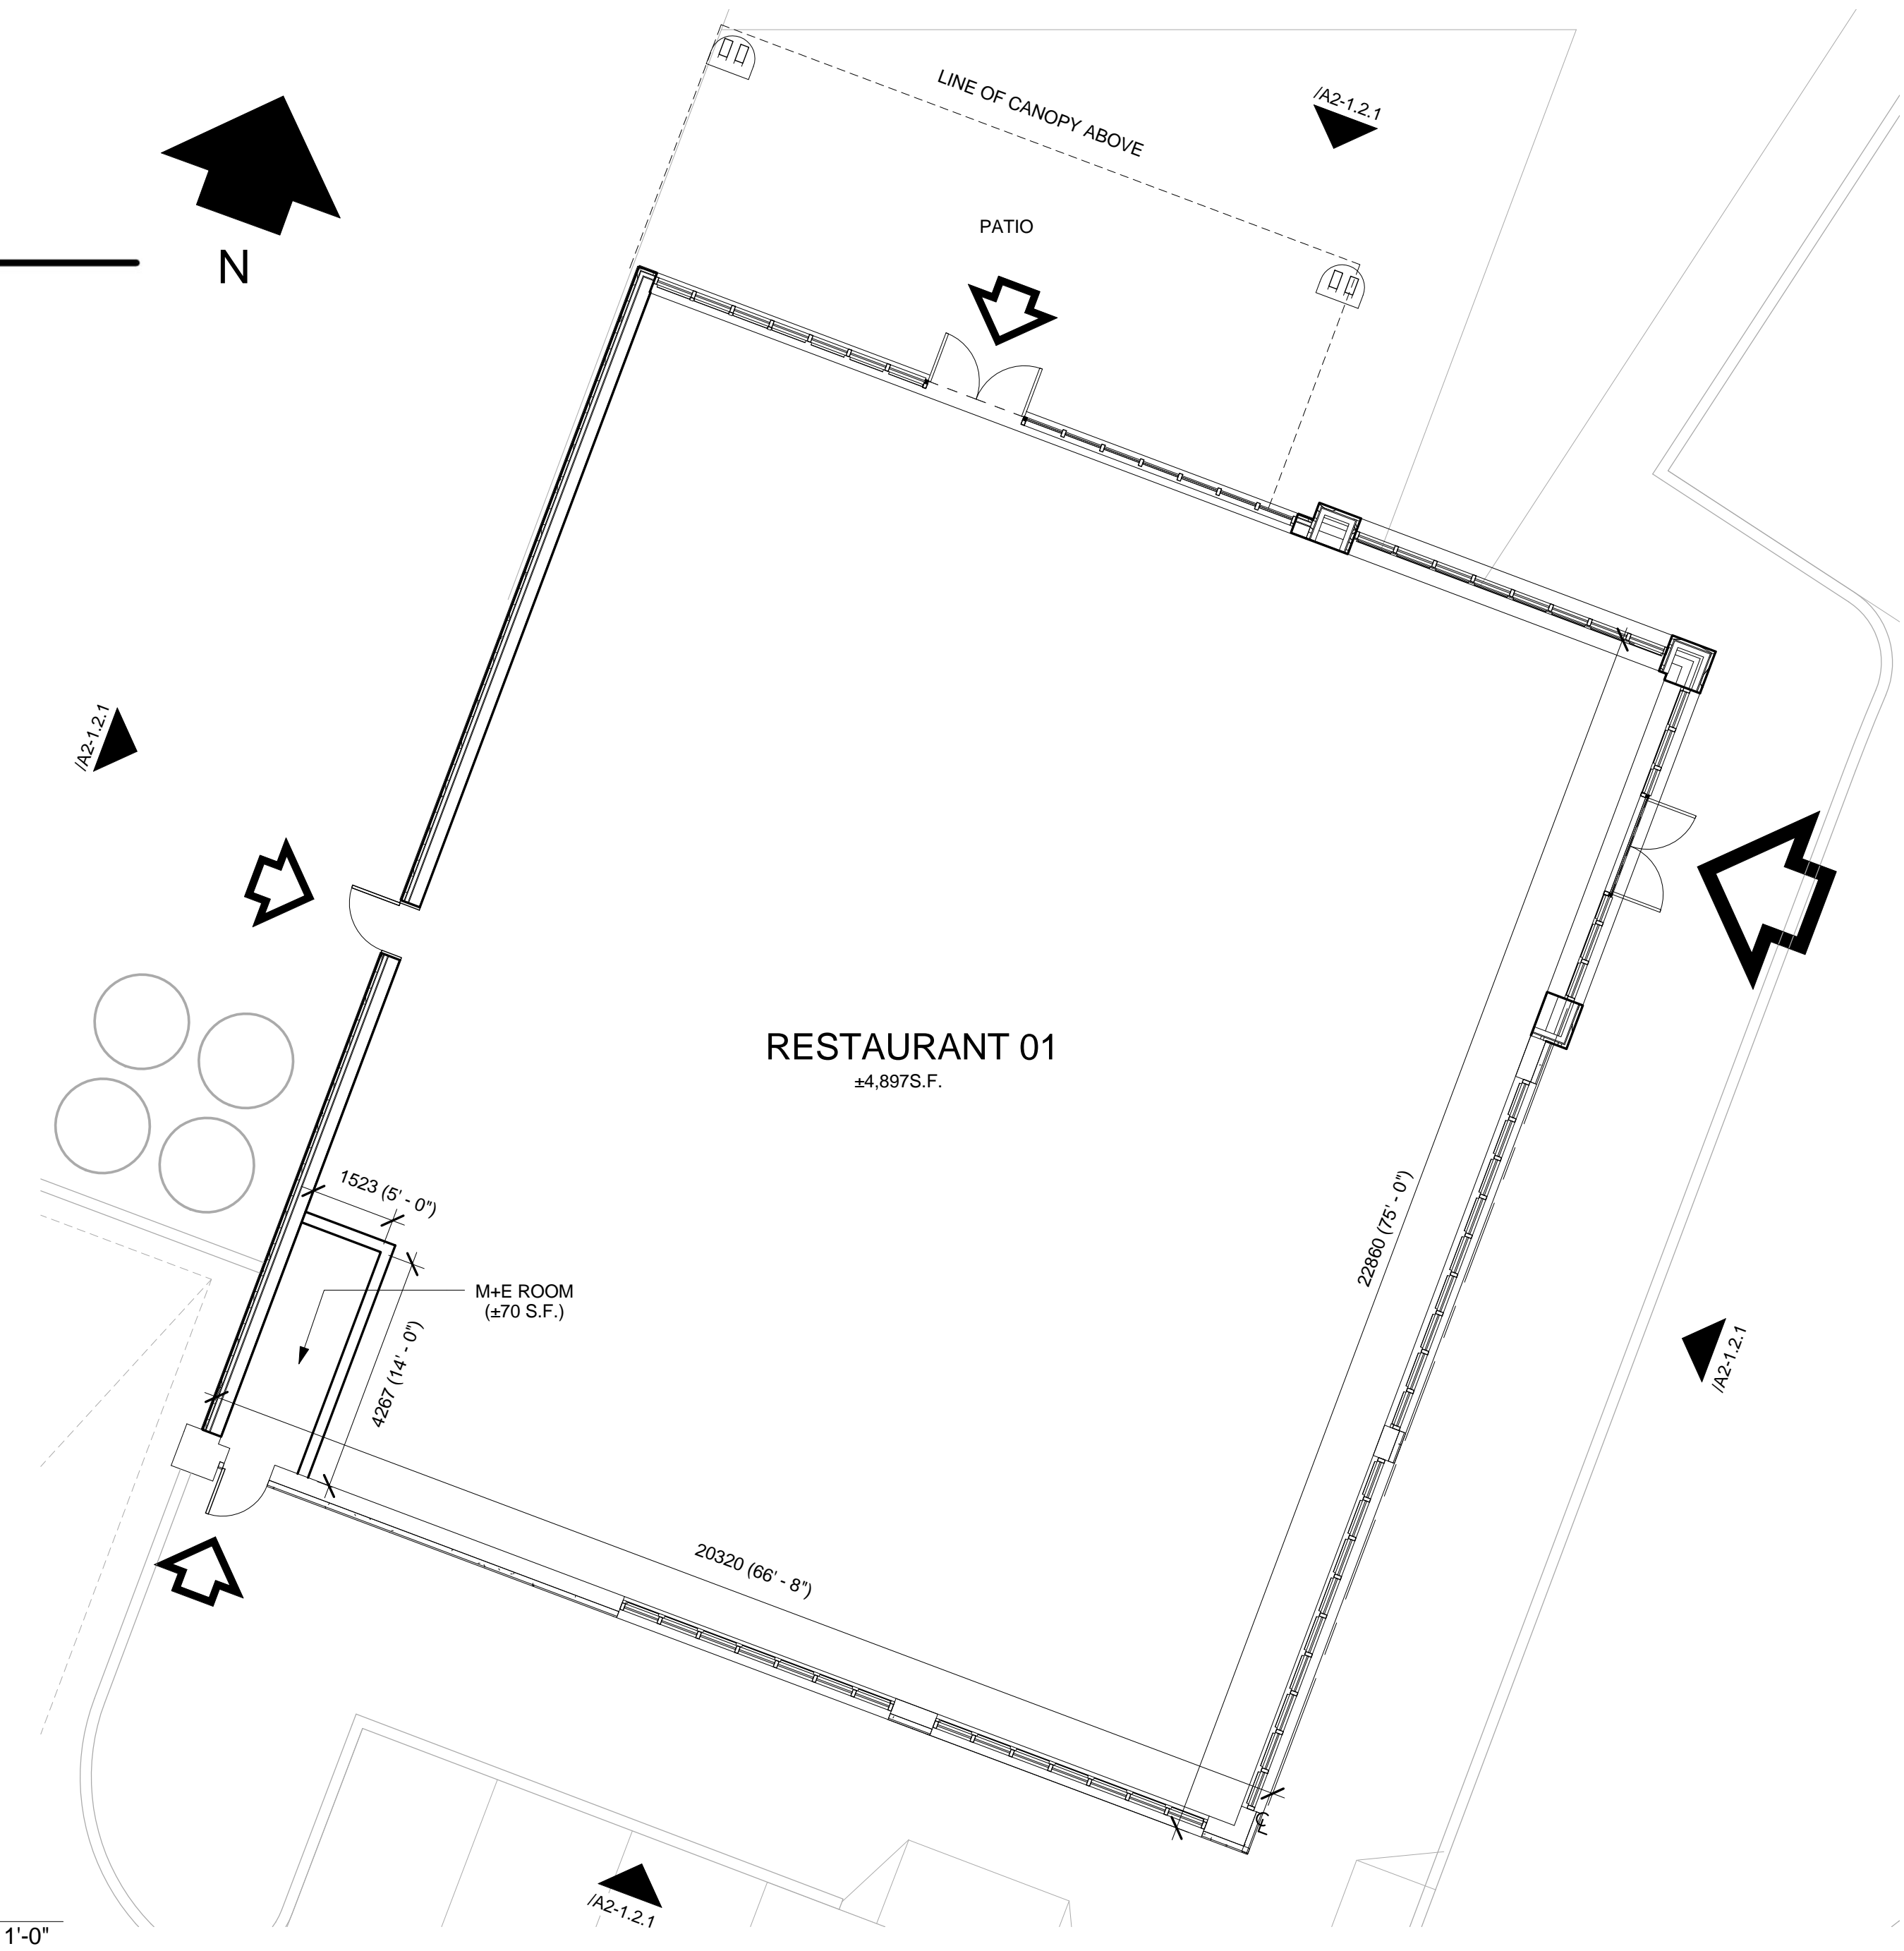 LINE OF CANOPY ABOVE
/A2-1.2.1
PATIO
N
/A2-1.2.1
RESTAURANT 01
±4,897S.F.
1523 (5' - 0")
22860 (75' - 0")
M+E ROOM
(±70 S.F.)
4267 (14' - 0")
/A2-1.2.1
20320 (66' - 8")
CL
/A2-1.2.1
1'-0"